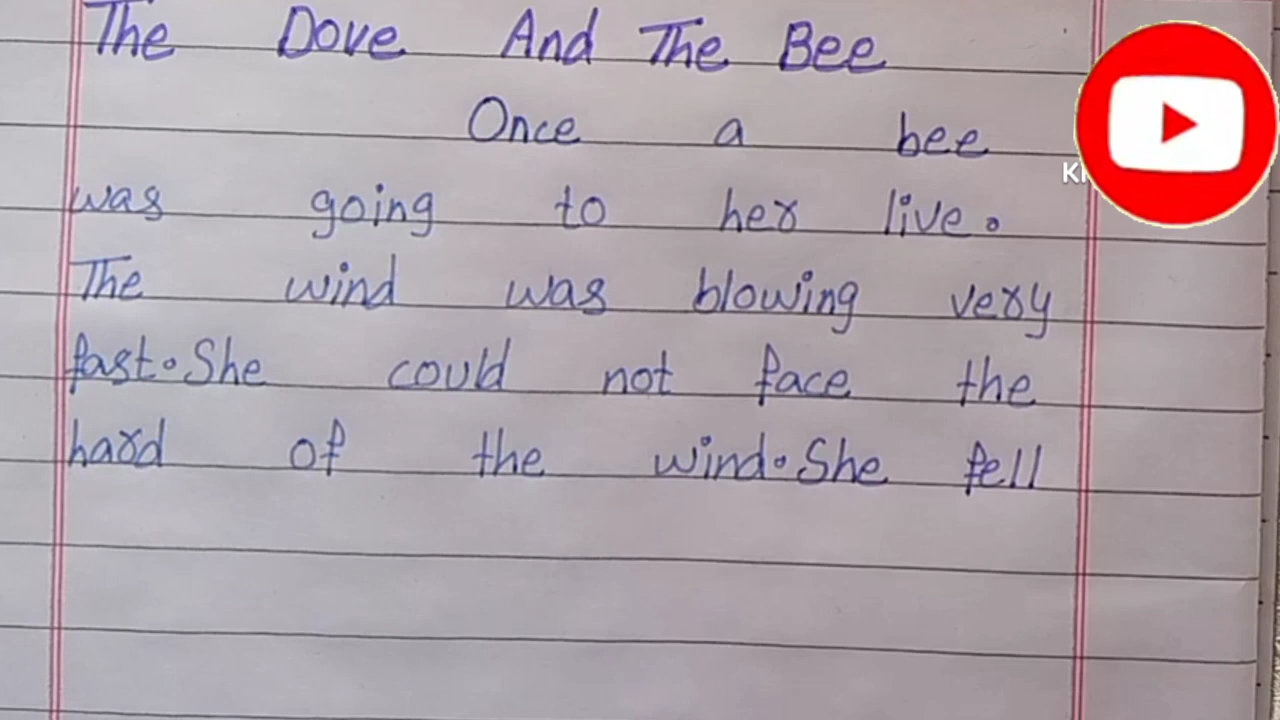 The Dove And The Bee
Once a bee
was going to her live.
The wind was blowing very
fast. She could not face the
hard of the wind. She fell